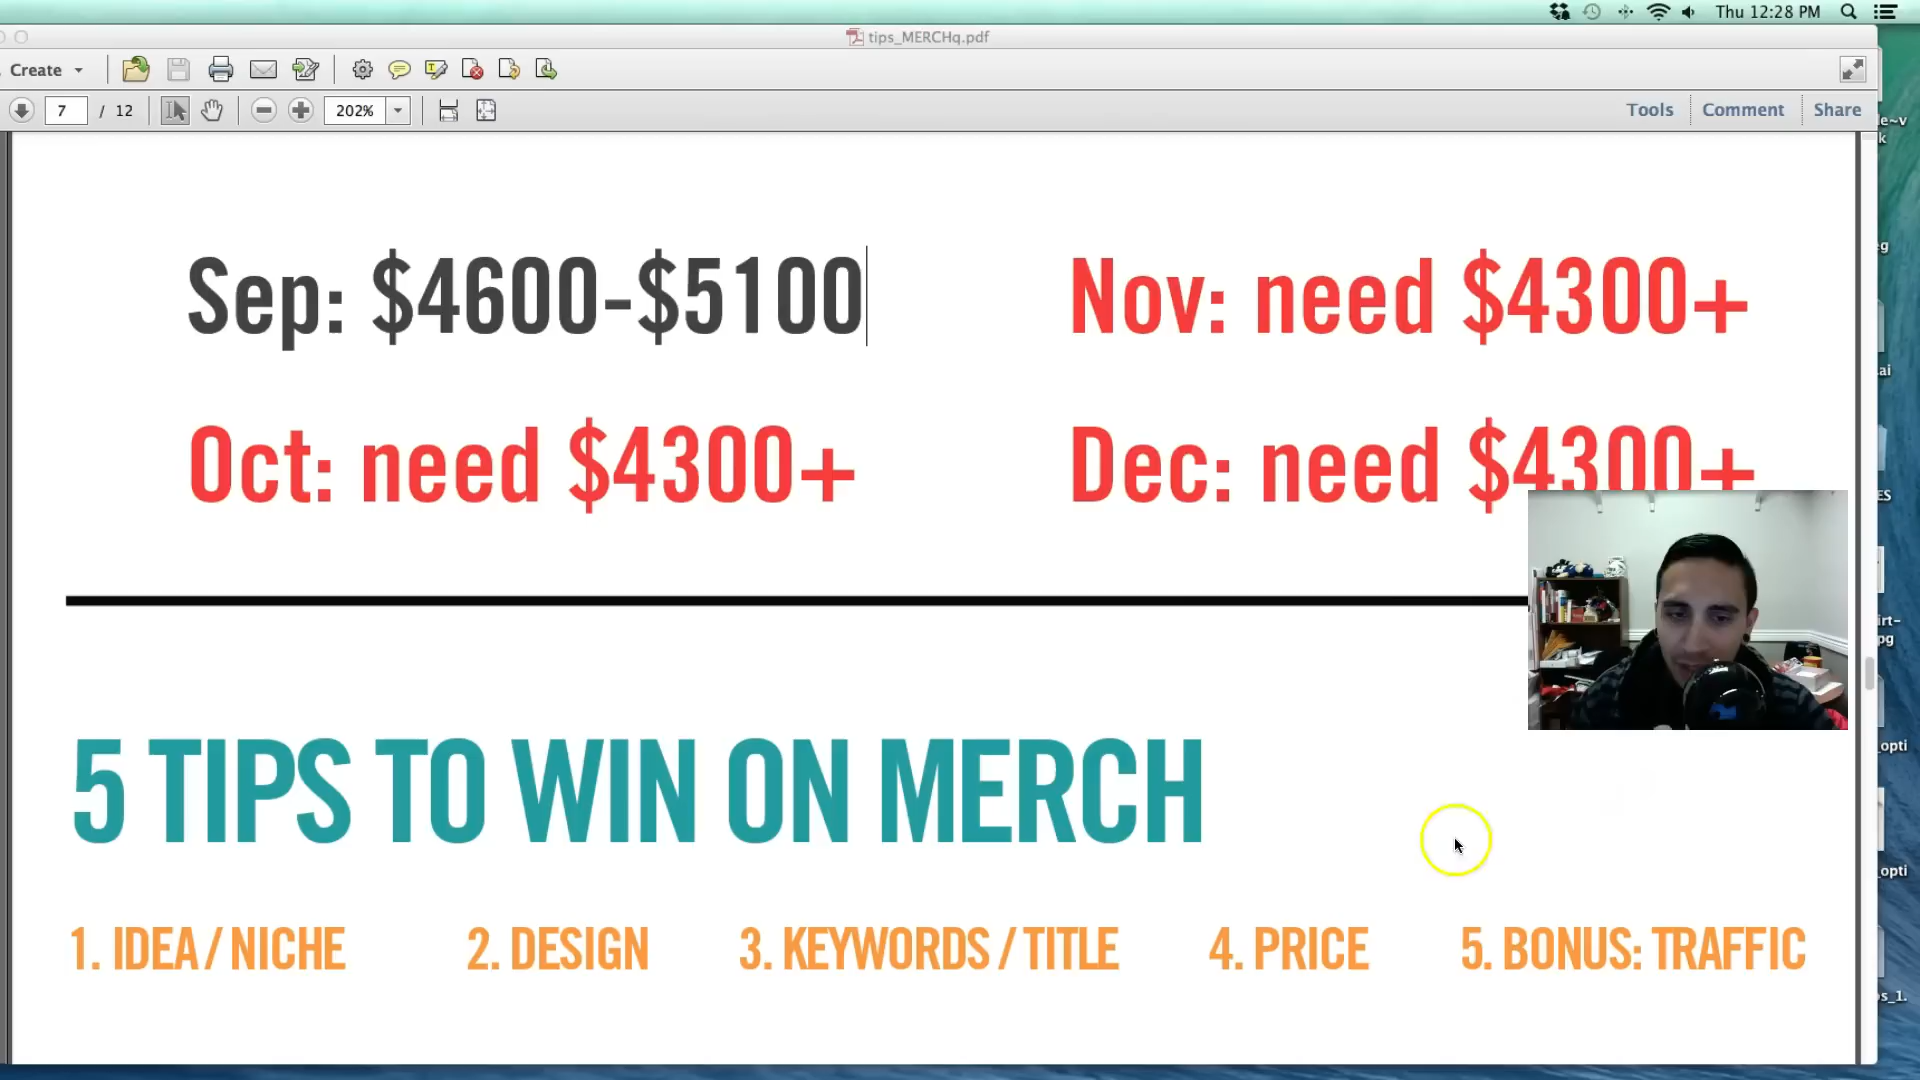 Thu 12:28 PM
tips_MERCHq.pdf
Create
7 / 12
202%
Tools
Comment
Share
Sep: $4600-$5100
Nov: need $4300+
Oct: need $4300+
Dec: need $4300+
5 TIPS TO WIN ON MERCH
1. IDEA / NICHE
2. DESIGN
3. KEYWORDS / TITLE
4. PRICE
5. BONUS: TRAFFIC